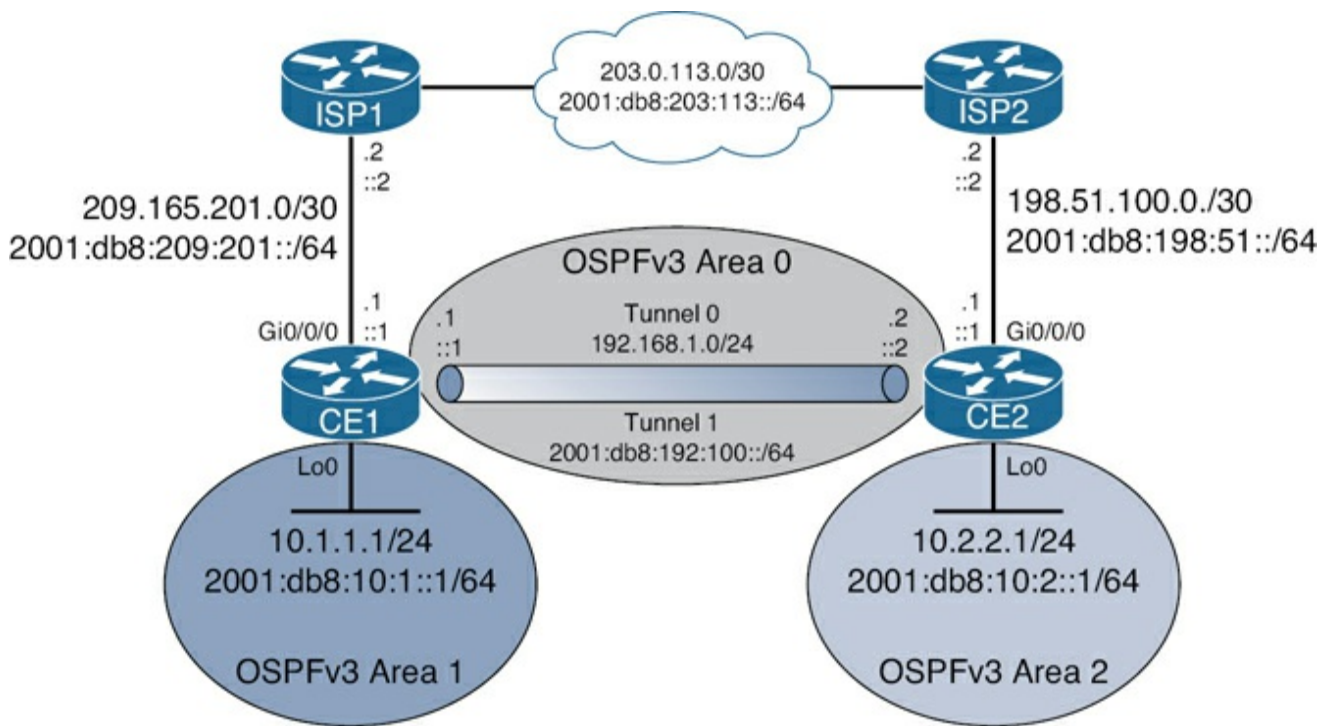 203.0.113.0/30
2001:db8:203:113::/64
ISP1
ISP2
.2
::2
.2
::2
209.165.201.0/30
2001:db8:209:201::/64
198.51.100.0./30
2001:db8:198:51::/64
OSPFv3 Area 0
Tunnel 0
192.168.1.0/24
.1
::1
Gi0/0/0
.1
::1
.2
::2
.1
::1
Gi0/0/0
CE1
CE2
Tunnel 1
2001:db8:192:100::/64
Lo0
10.1.1.1/24
2001:db8:10:1::1/64
OSPFv3 Area 1
Lo0
10.2.2.1/24
2001:db8:10:2::1/64
OSPFv3 Area 2